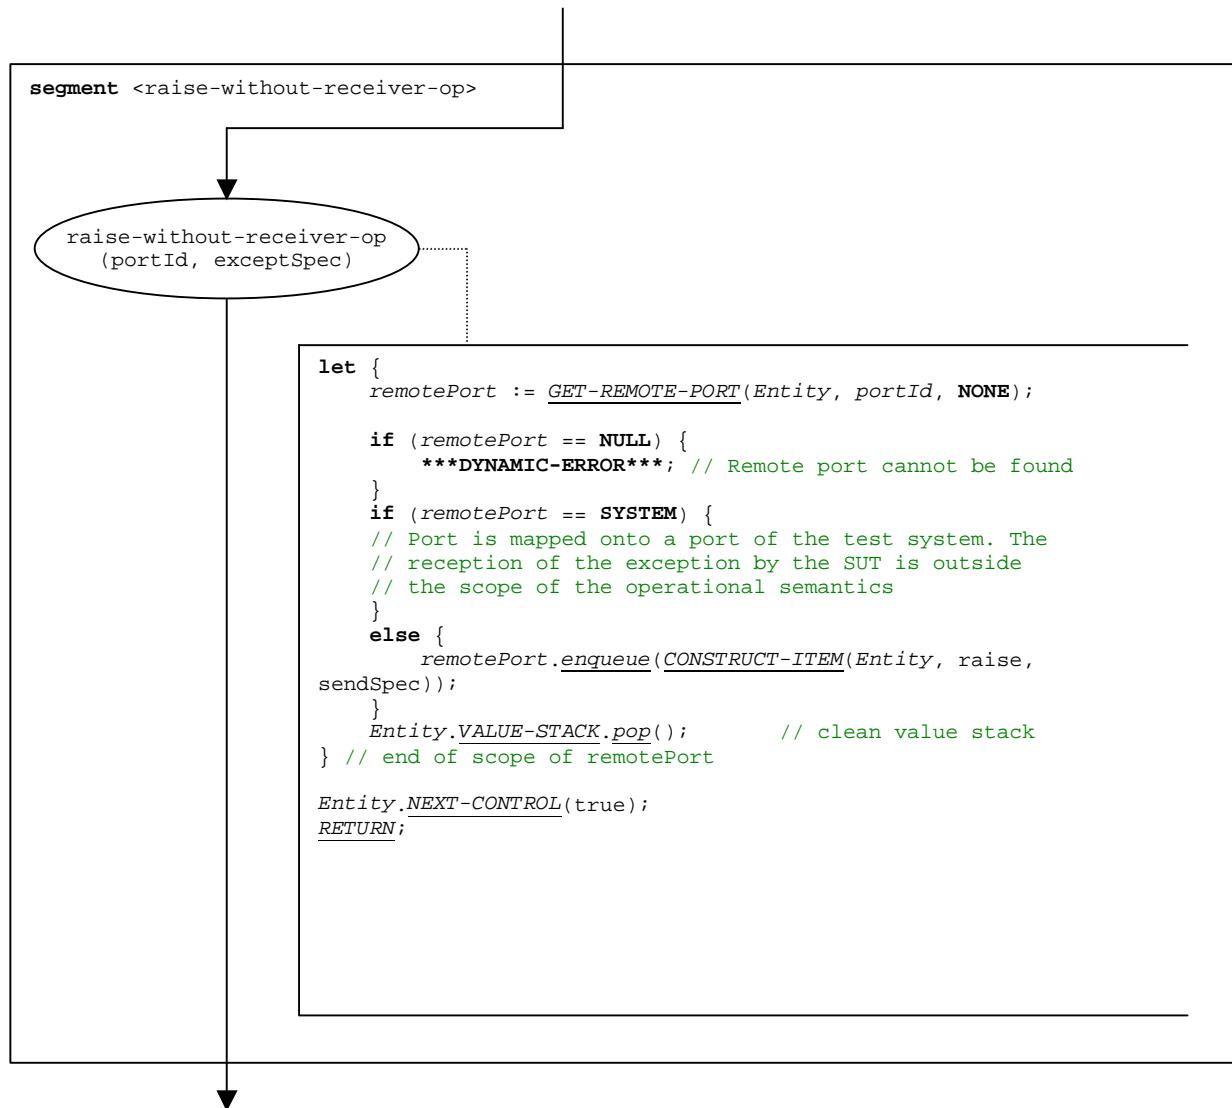 segment <raise-without-receiver-op>
raise-without-receiver-op
(portId, exceptSpec)
let {
remotePort := GET-REMOTE-PORT(Entity, portId, NONE);
if (remotePort == NULL) {
***DYNAMIC-ERROR***; // Remote port cannot be found
}
if (remotePort == SYSTEM) {
// Port is mapped onto a port of the test system. The
// reception of the exception by the SUT is outside
// the scope of the operational semantics
}
else {
remotePort.enqueue(CONSTRUCT-ITEM(Entity, raise,
sendSpec));
}
Entity.VALUE-STACK.pop(); // clean value stack
} // end of scope of remotePort
Entity.NEXT-CONTROL(true);
RETURN;